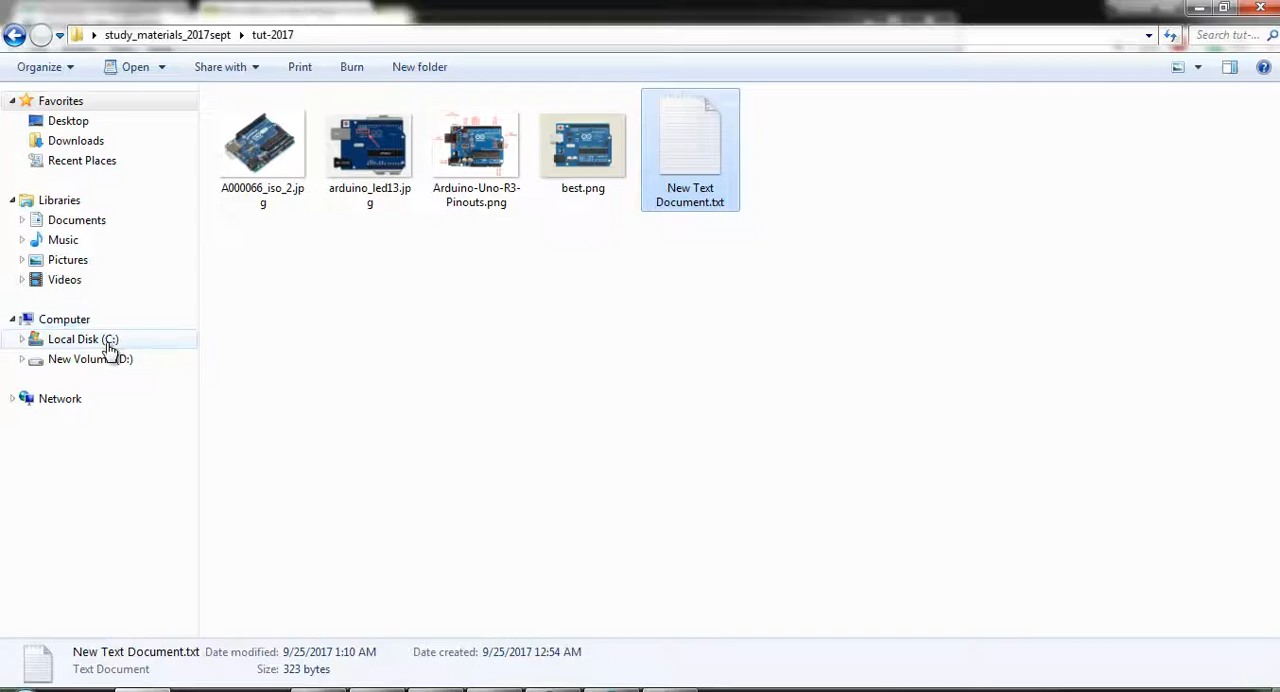 study_materials_2017sept
tut-2017
Search tut-...
Organize
Open
Share with
Print
Burn
New folder
Favorites
Desktop
Downloads
Recent Places
Libraries
Documents
Music
Pictures
Videos
Computer
Local Disk (C:)
New Volum (D:)
Network
A000066_iso_2.jp
g
arduino_led13.jp
g
Arduino-Uno-R3-
Pinouts.png
best.png
New Text
Document.txt
New Text Document.txt
Date modified: 9/25/2017 1:10 AM
Date created: 9/25/2017 12:54 AM
Text Document
Size: 323 bytes